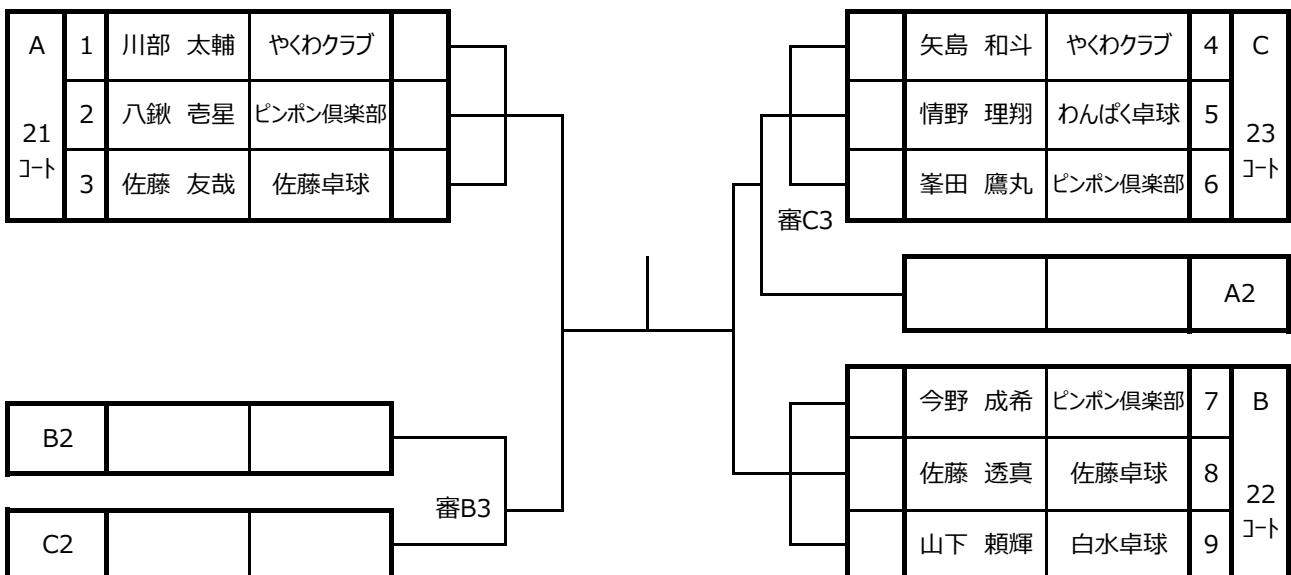 A 1 川部 太輔 やくわクラブ
2 八鍬 壱星 ピンポン倶楽部
21
コート
3 佐藤 友哉 佐藤卓球
矢島 和斗 やくわクラブ 4 C
情野 理翔 わんぱく卓球 5
23
コート
峯田 鷹丸 ピンポン倶楽部 6
審C3
A2
今野 成希 ピンポン倶楽部 7 B
佐藤 透真 佐藤卓球 8
22
コート
山下 頼輝 白水卓球 9
B2
審B3
C2